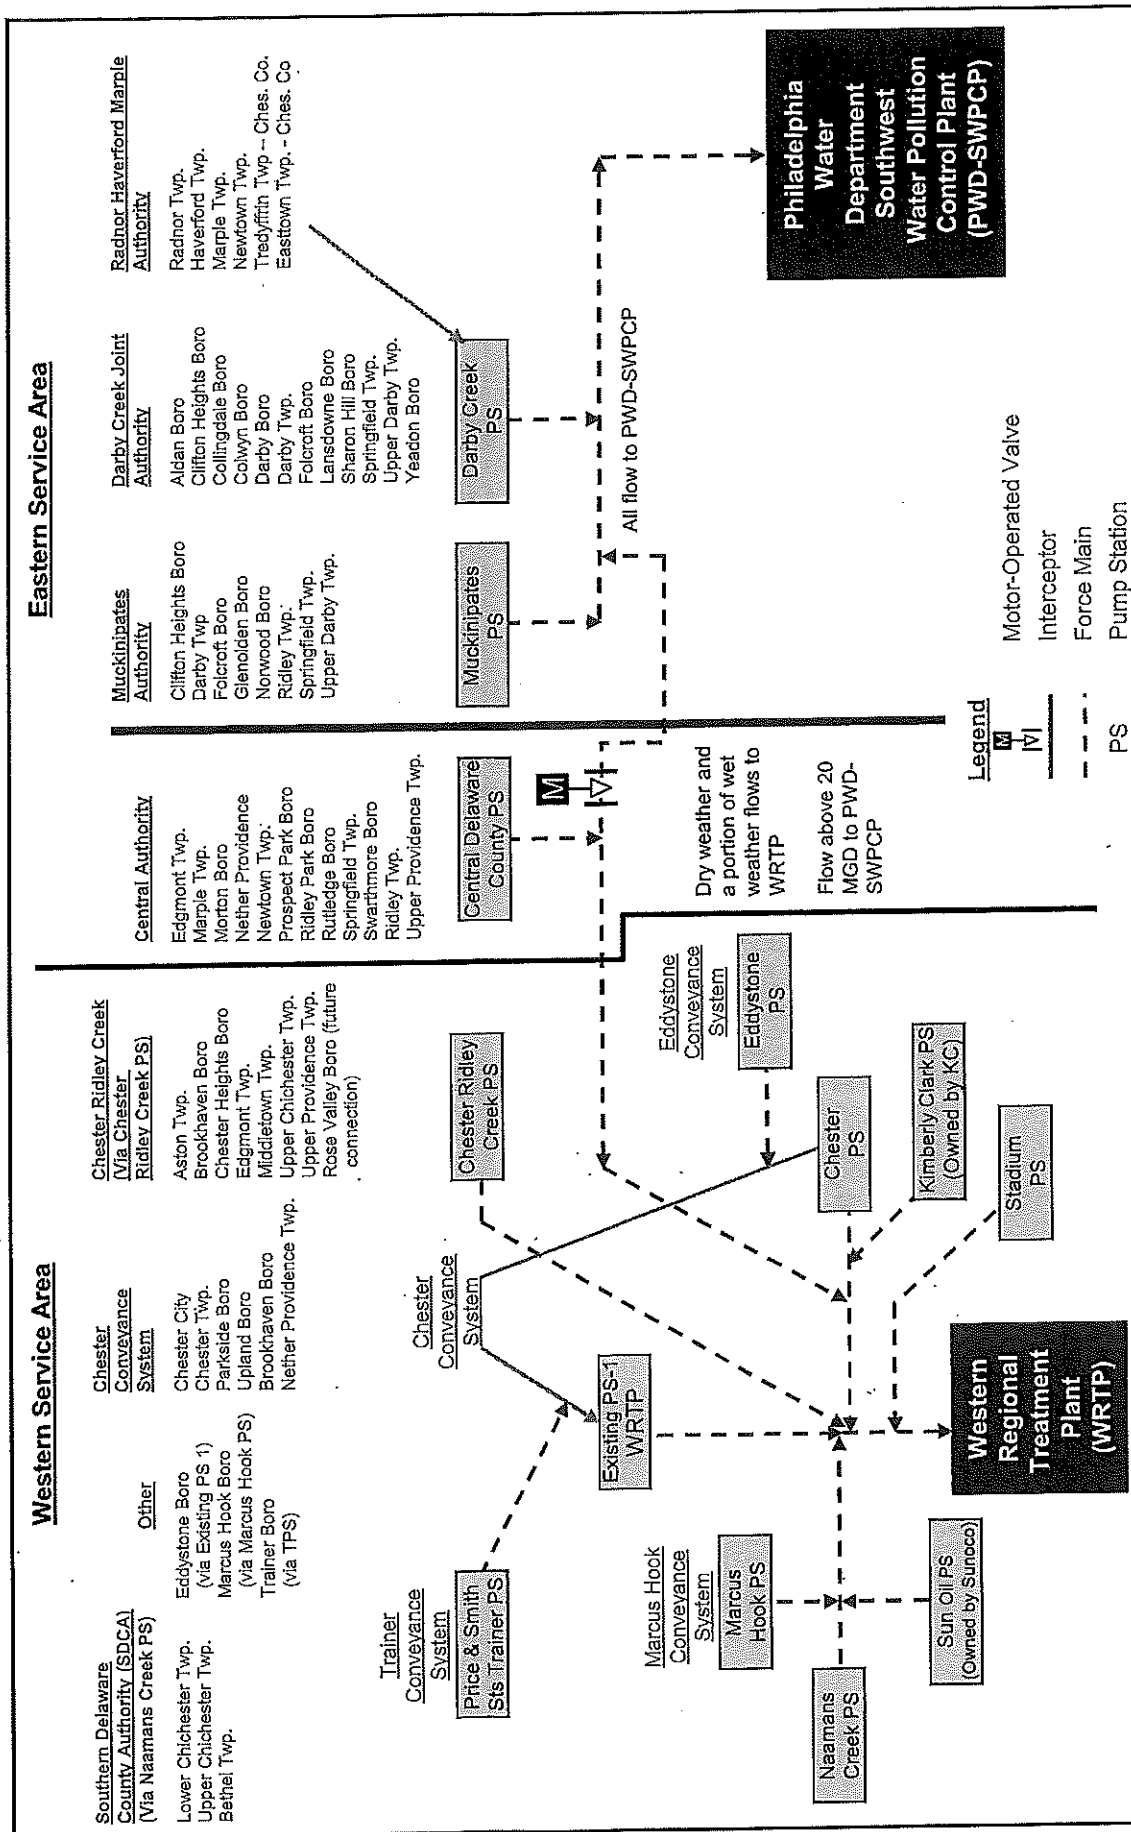 Western Service Area
Eastern Service Area
Southern Delaware
County Authority (SDCA)
(Via Naamans Creek PS)
Lower Chichester Twp.
Upper Chichester Twp.
Bethel Twp.
Other
Eddystone Boro
(via Existing PS 1)
Marcus Hook Boro
(via Marcus Hook PS)
Trainer Boro
(via TPS)
Chester
Conveyance
System
Chester City
Chester Twp.
Parkside Boro
Upland Boro
Brookhaven Boro
Nether Providence Twp.
Chester Ridley Creek
(Via Chester
Ridley Creek PS)
Aston Twp.
Brookhaven Boro
Chester Heights Boro
Edgmont Twp.
Middletown Twp.
Upper Chichester Twp.
Upper Providence Twp.
Rose Valley Boro (future
connection)
Central Authority
Edgmont Twp.
Marple Twp.
Morton Boro
Nether Providence
Newtown Twp.
Prospect Park Boro
Ridley Park Boro
Rutledge Boro
Springfield Twp.
Swarthmore Boro
Ridley Twp.
Upper Providence Twp.
Muckinipates
Authority
Clifton Heights Boro
Darby Twp
Folcroft Boro
Glenolden Boro
Norwood Boro
Ridley Twp.
Springfield Twp.
Upper Darby Twp.
Darby Creek Joint
Authority
Aldan Boro
Clifton Heights Boro
Collingdale Boro
Colwyn Boro
Darby Boro
Darby Twp.
Folcroft Boro
Lansdowne Boro
Sharon Hill Boro
Springfield Twp.
Upper Darby Twp.
Yeadon Boro
Radnor Haverford Marple
Authority
Radnor Twp.
Haverford Twp.
Marple Twp.
Newtown Twp.
Tredyffrin Twp -- Ches. Co.
Easttown Twp. - Ches. Co
Trainer
Conveyance
System
Price & Smith
Sts Trainer PS
Chester
Conveyance
System
Chester Ridley
Creek PS
Central Delaware
County PS
M
Muckinipates
PS
Darby Creek
PS
Existing PS-1
WRTP
Eddystone
Conveyance
System
Eddystone
PS
Dry weather and
a portion of wet
weather flows to
WRTP
Flow above 20
MGD to PWD-
SWPCP
All flow to PWD-SWPCP
Marcus Hook
Conveyance
System
Marcus
Hook PS
Naamans
Creek PS
Sun Oil PS
(Owned by Sunoco)
Chester
PS
Kimberly Clark PS
(Owned by KC)
Stadium
PS
Western
Regional
Treatment
Plant
(WRTP)
Philadelphia
Water
Department
Southwest
Water Pollution
Control Plant
(PWD-SWPCP)
Legend
M
Motor-Operated Valve
Interceptor
Force Main
PS Pump Station